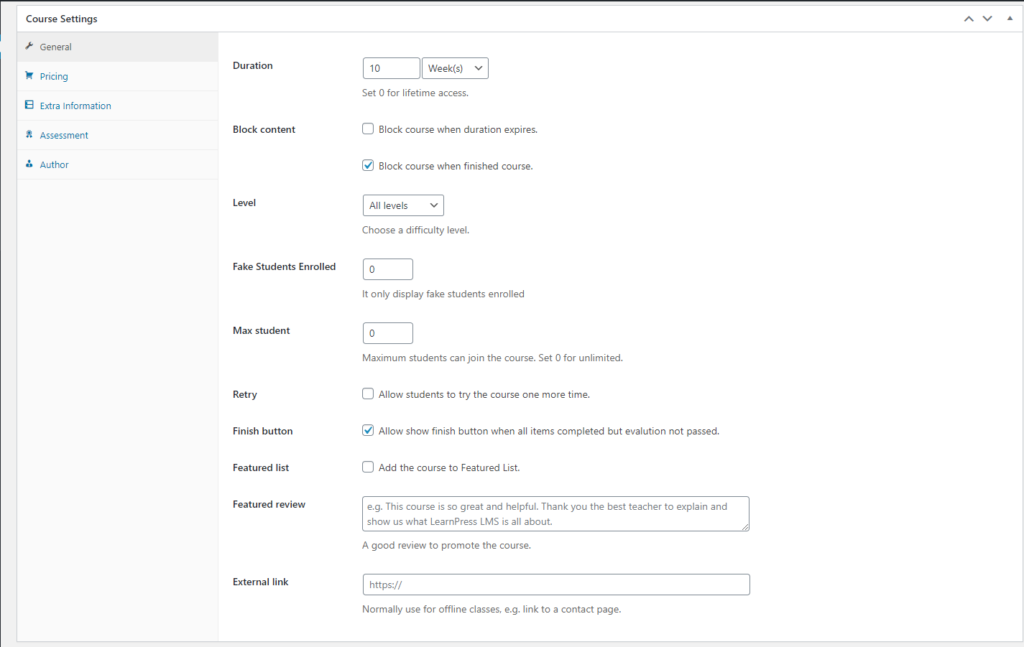 Course Settings
General
Pricing
Extra Information
Assessment
Author
Duration
10 Week(s)
Set 0 for lifetime access.
Block content
Block course when duration expires.
Block course when finished course.
Level
All levels
Choose a difficulty level.
Fake Students Enrolled
0
It only display fake students enrolled
Max student
0
Maximum students can join the course. Set 0 for unlimited.
Retry
Allow students to try the course one more time.
Finish button
Allow show finish button when all items completed but evalution not passed.
Featured list
Add the course to Featured List.
Featured review
e.g. This course is so great and helpful. Thank you the best teacher to explain and
show us what LearnPress LMS is all about.
A good review to promote the course.
External link
https://
Normally use for offline classes. e.g. link to a contact page.